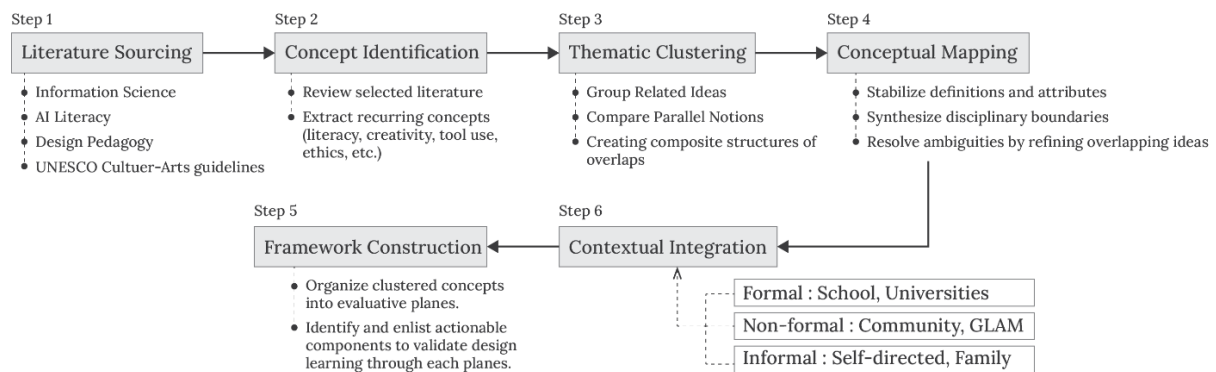 Step 1
Literature Sourcing
Information Science
AI Literacy
Design Pedagogy
UNESCO Cultuer-Arts guidelines
Step 2
Concept Identification
Review selected literature
Extract recurring concepts
(literacy, creativity, tool use,
ethics, etc.)
Step 3
Thematic Clustering
Group Related Ideas
Compare Parallel Notions
Creating composite structures of
overlaps
Step 4
Conceptual Mapping
Stabilize definitions and attributes
Synthesize disciplinary boundaries
Resolve ambiguities by refining overlapping ideas
Step 5
Framework Construction
Organize clustered concepts
into evaluative planes.
Identify and enlist actionable
components to validate design
learning through each planes.
Step 6
Contextual Integration
Formal : School, Universities
Non-formal : Community, GLAM
Informal : Self-directed, Family